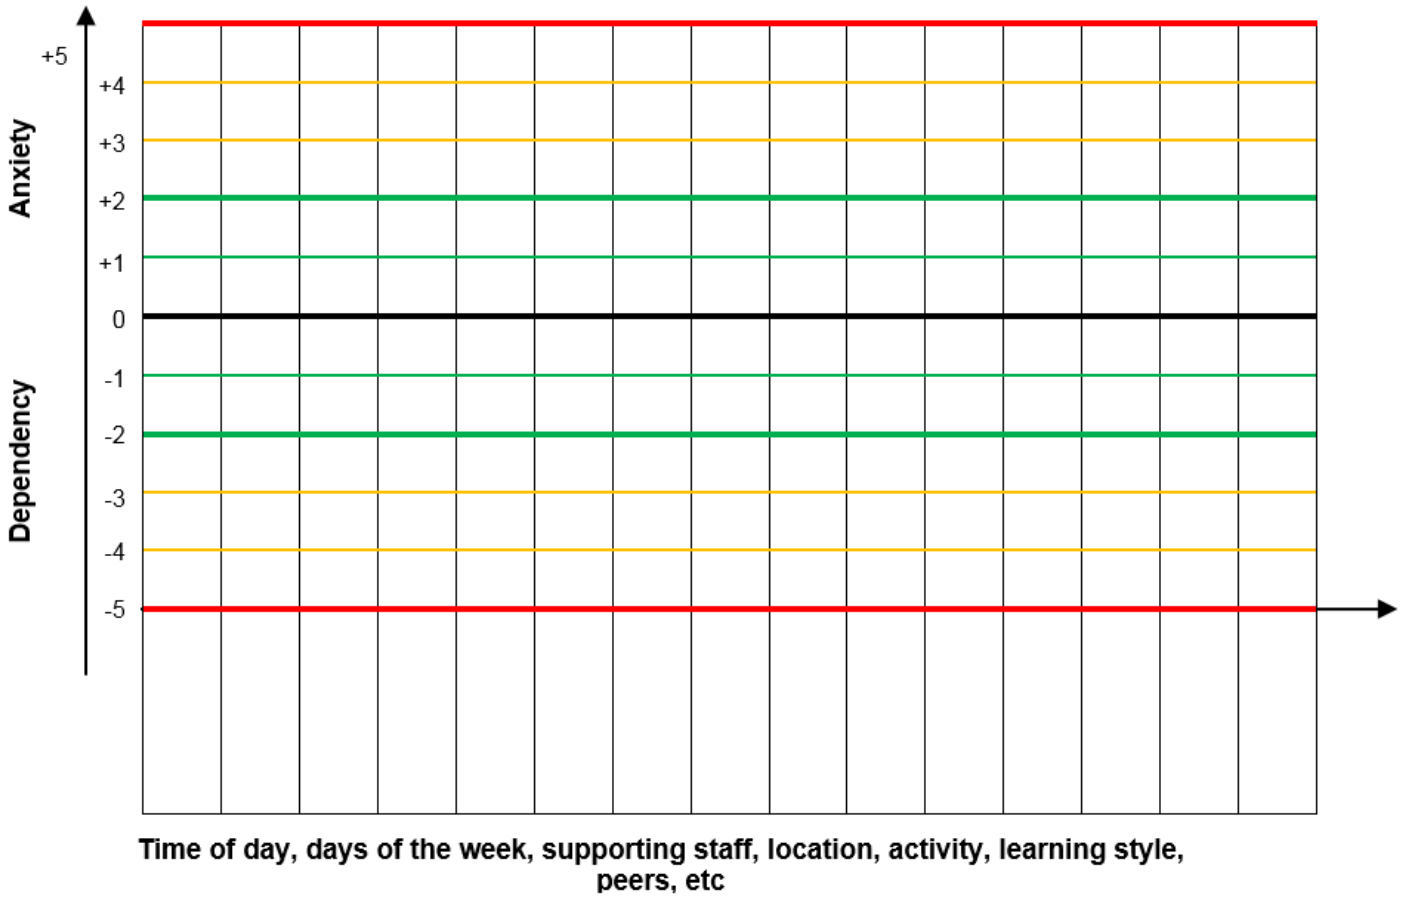 +5
+4
+3
+2
+1
0
-1
-2
-3
-4
-5
Anxiety
Dependency
Time of day, days of the week, supporting staff, location, activity, learning style,
peers, etc